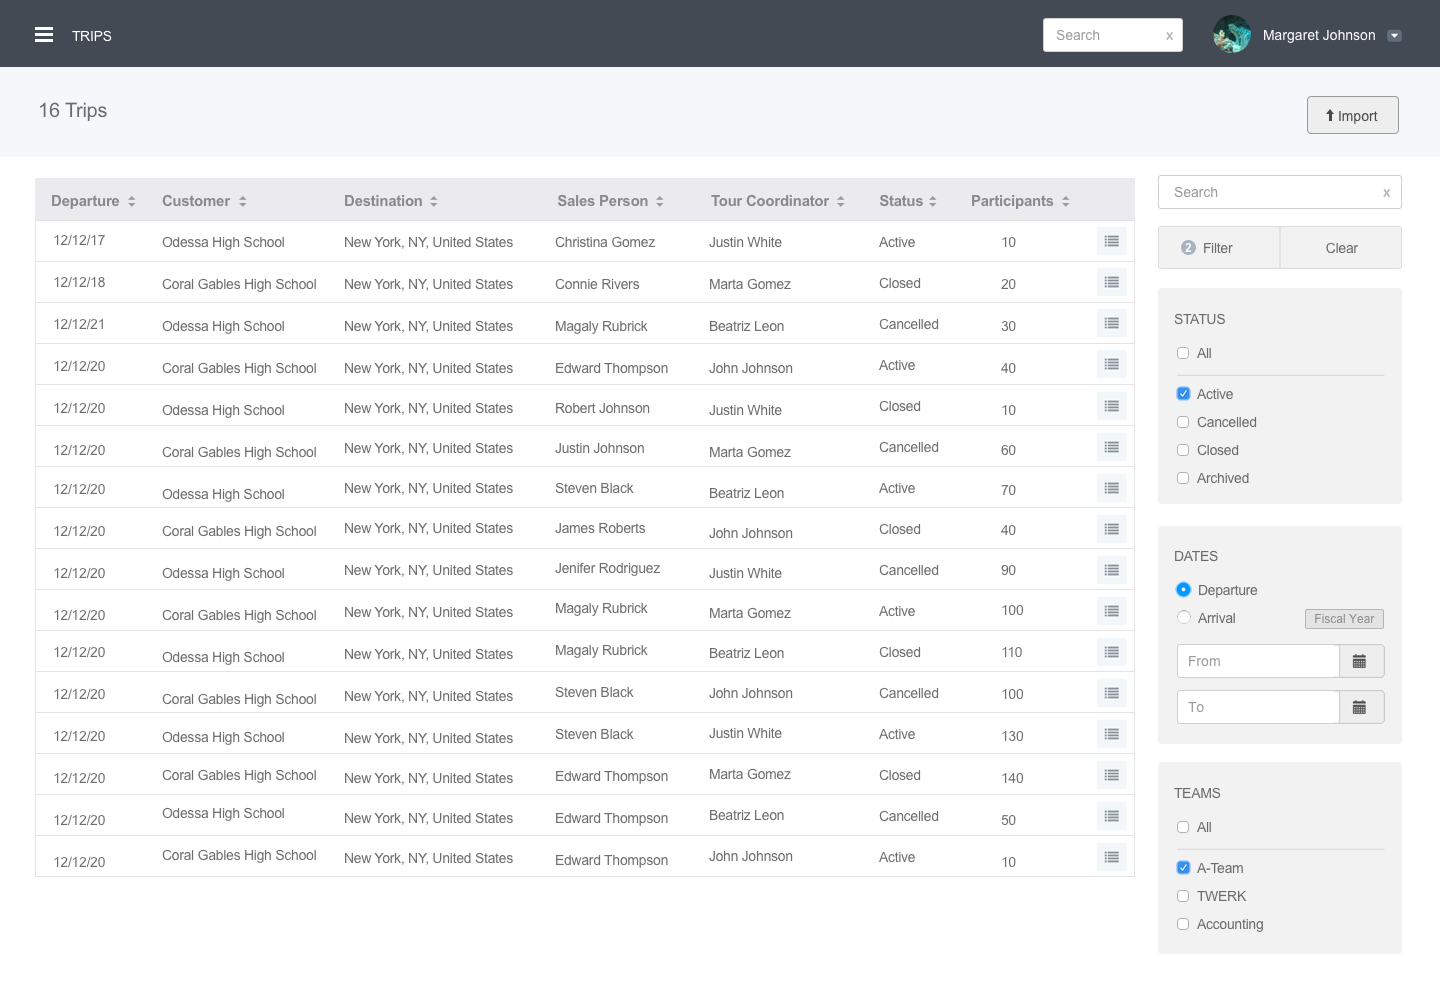 TRIPS
Search x
Margaret Johnson
16 Trips
Import
Departure Customer Destination Sales Person Tour Coordinator Status Participants
12/12/17 Odessa High School New York, NY, United States Christina Gomez Justin White Active 10
12/12/18 Coral Gables High School New York, NY, United States Connie Rivers Marta Gomez Closed 20
12/12/21 Odessa High School New York, NY, United States Magaly Rubrick Beatriz Leon Cancelled 30
12/12/20 Coral Gables High School New York, NY, United States Edward Thompson John Johnson Active 40
12/12/20 Odessa High School New York, NY, United States Robert Johnson Justin White Closed 10
12/12/20 Coral Gables High School New York, NY, United States Justin Johnson Marta Gomez Cancelled 60
12/12/20 Odessa High School New York, NY, United States Steven Black Beatriz Leon Active 70
12/12/20 Coral Gables High School New York, NY, United States James Roberts John Johnson Closed 40
12/12/20 Odessa High School New York, NY, United States Jenifer Rodriguez Justin White Cancelled 90
12/12/20 Coral Gables High School New York, NY, United States Magaly Rubrick Marta Gomez Active 100
12/12/20 Odessa High School New York, NY, United States Magaly Rubrick Beatriz Leon Closed 110
12/12/20 Coral Gables High School New York, NY, United States Steven Black John Johnson Cancelled 100
12/12/20 Odessa High School New York, NY, United States Steven Black Justin White Active 130
12/12/20 Coral Gables High School New York, NY, United States Edward Thompson Marta Gomez Closed 140
12/12/20 Odessa High School New York, NY, United States Edward Thompson Beatriz Leon Cancelled 50
12/12/20 Coral Gables High School New York, NY, United States Edward Thompson John Johnson Active 10
Search x
2 Filter Clear
STATUS
All
Active
Cancelled
Closed
Archived
DATES
Departure
Arrival Fiscal Year
From
To
TEAMS
All
A-Team
TWERK
Accounting